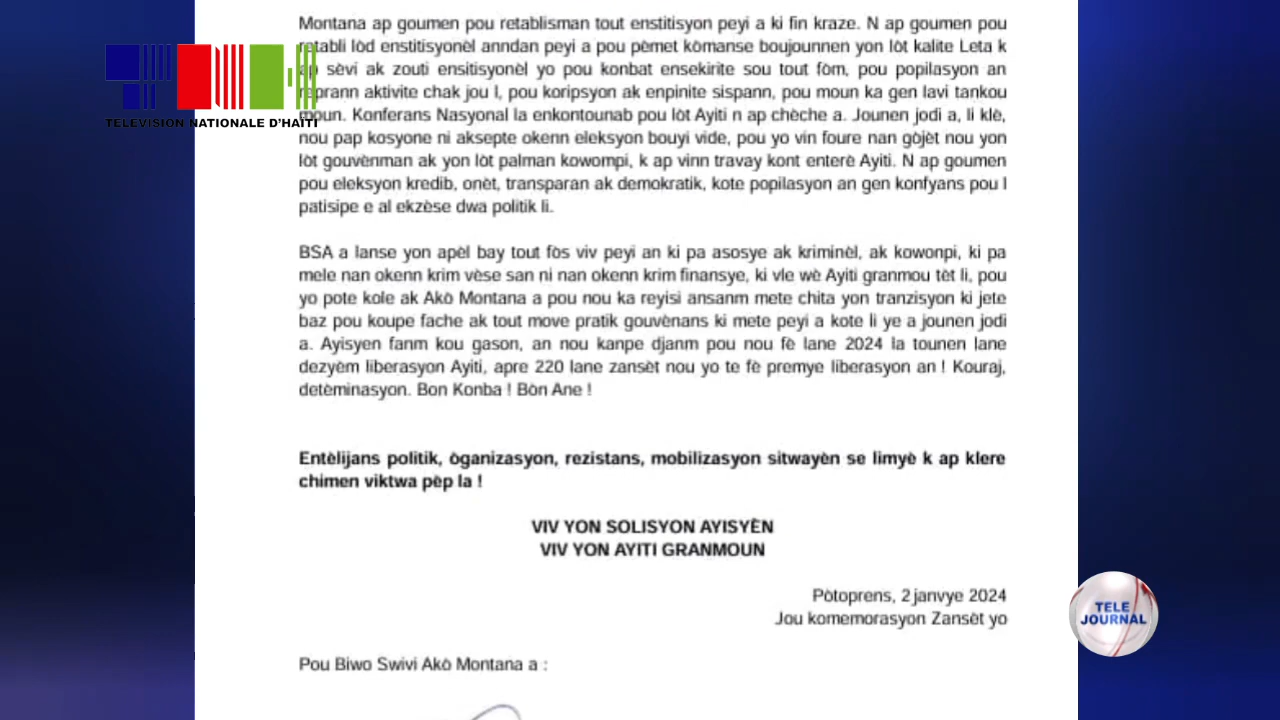 Montana ap goumen pou retablisman tout enstitisyon peyi a ki fin kraze. N ap goumen pou
retabli lòd enstitisyonèl anndan peyi a pou pèmet kòmanse boujounnen yon lòt kalite Leta k
ap sèvi ak zouti ensitisyonèl yo pou konbat ensekirite sou tout fòm, pou popilasyon an
reprann aktivite chak jou l, pou koripsyon ak enpinite sispann, pou moun ka gen lavi tankou
moun. Konferans Nasyonal la enkontounab pou lòt Ayiti n ap chèche a. Jounen jodi a, li klè,
nou pap kosyone ni aksepte okenn eleksyon bouyi vide, pou yo vin foure nan gòjèt nou yon
lòt gouvènman ak yon lòt palman kowompi, k ap vinn travay kont enterè Ayiti. N ap goumen
pou eleksyon kredib, onèt, transparan ak demokratik, kote popilasyon an gen konfyans pou l
patisipe e al ekzèse dwa politik li.
BSA a lanse yon apèl bay tout fòs viv peyi an ki pa asosye ak kriminèl, ak kowonpi, ki pa
mele nan okenn krim vèse san ni nan okenn krim finansye, ki vle wè Ayiti granmou tèt li, pou
yo pote kole ak Akò Montana a pou nou ka reyisi ansanm mete chita yon tranzisyon ki jete
baz pou koupe fache ak tout move pratik gouvènans ki mete peyi a kote li ye a jounen jodi
a. Ayisyen fanm kou gason, an nou kanpe djanm pou nou fè lane 2024 la tounen lane
dezyèm liberasyon Ayiti, apre 220 lane zansèt nou yo te fè premye liberasyon an ! Kouraj,
detèminasyon. Bon Konba ! Bòn Ane !
Entèlijans politik, òganizasyon, rezistans, mobilizasyon sitwayèn se limyè k ap klere
chimen viktwa pèp la !
VIV YON SOLISYON AYISYÈN
VIV YON AYITI GRANMOUN
Pòtoprens, 2 janvye 2024
Jou komemorasyon Zansèt yo
Pou Biwo Swivi Akò Montana a :
TELEVISION NATIONALE D'HAITI
TELE
JOURNAL